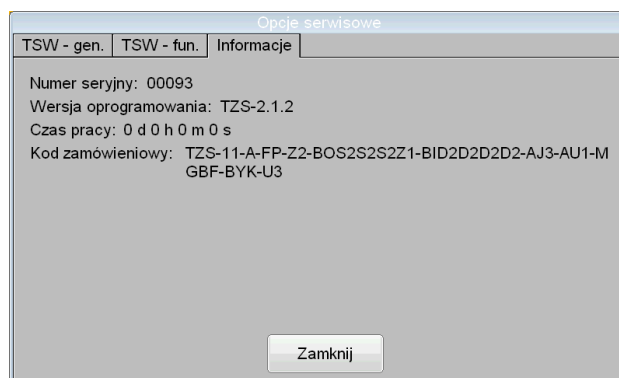 Opcje serwisowe
TSW - gen. TSW - fun. Informacje
Numer seryjny: 00093
Wersja oprogramowania: TZS-2.1.2
Czas pracy: 0 d 0 h 0 m 0 s
Kod zamówieniowy: TZS-11-A-FP-Z2-BOS2S2S2Z1-BID2D2D2D2-AJ3-AU1-M
GBF-BYK-U3
Zamknij